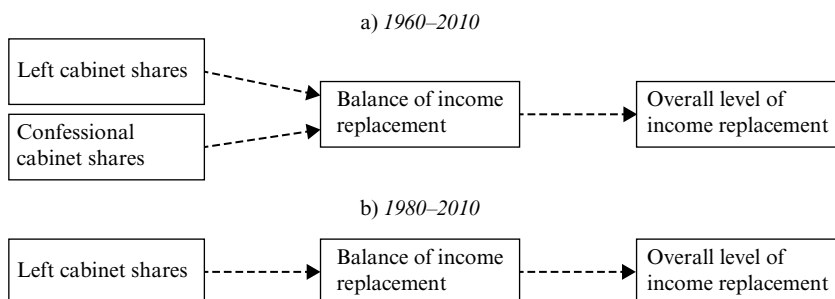 a) 1960–2010
Left cabinet shares
Confessional
cabinet shares
Balance of income
replacement
Overall level of
income replacement
b) 1980–2010
Left cabinet shares
Balance of income
replacement
Overall level of
income replacement